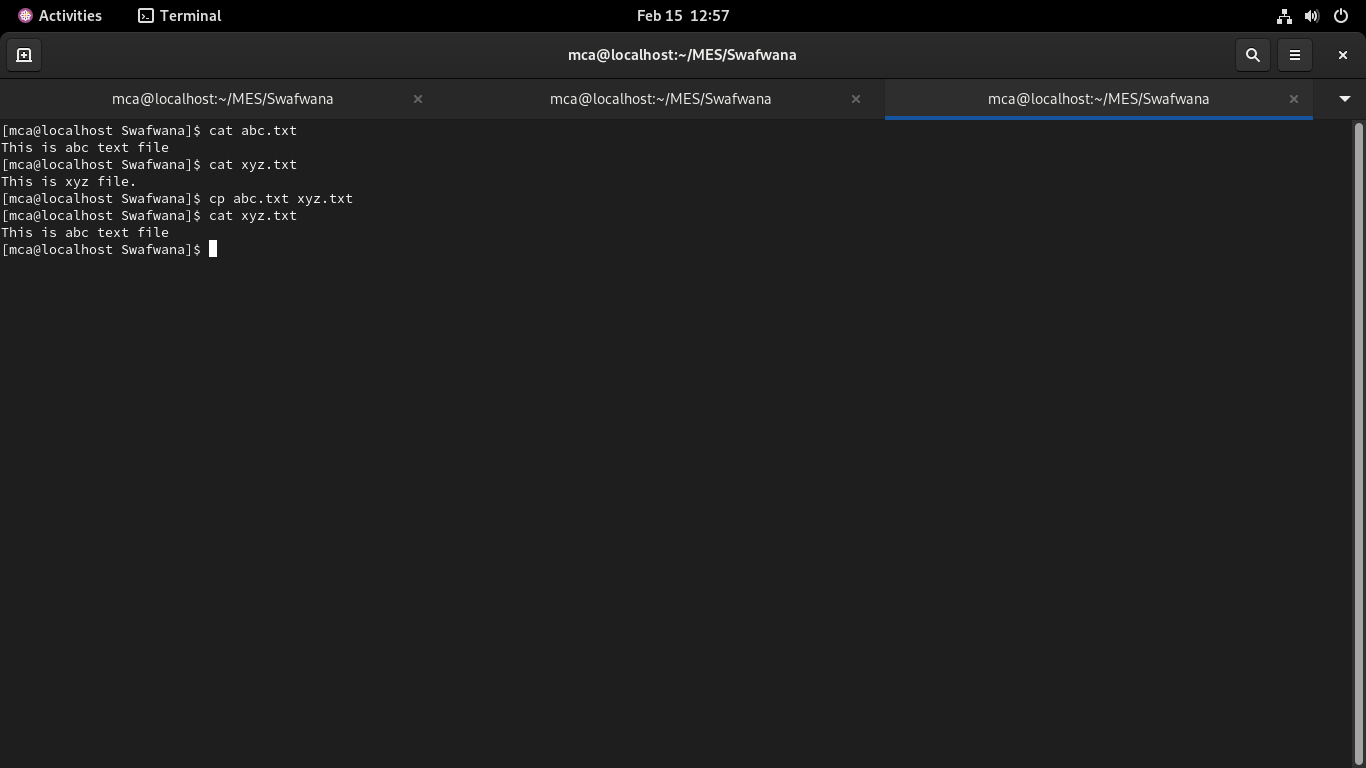 Activities Terminal Feb 15 12:57
mca@localhost:~/MES/Swafwana
mca@localhost:~/MES/Swafwana mca@localhost:~/MES/Swafwana mca@localhost:~/MES/Swafwana
[mca@localhost Swafwana]$ cat abc.txt
This is abc text file
[mca@localhost Swafwana]$ cat xyz.txt
This is xyz file.
[mca@localhost Swafwana]$ cp abc.txt xyz.txt
[mca@localhost Swafwana]$ cat xyz.txt
This is abc text file
[mca@localhost Swafwana]$